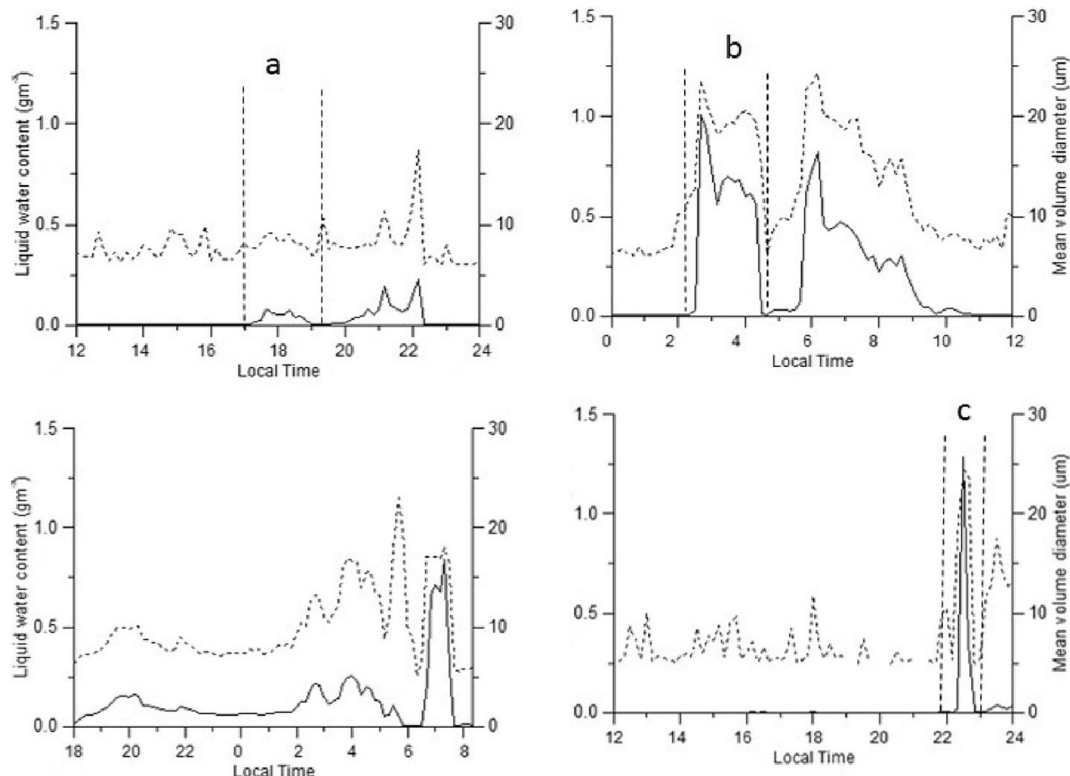 a
1.5
1.0
0.5
0.0
30
20
10
0
12 14 16 18 20 22 24
Local Time
Liquid water content (gm⁻³)
b
1.5
1.0
0.5
0.0
30
20
10
0
0 2 4 6 8 10 12
Local Time
Mean volume diameter (um)
1.5
1.0
0.5
0.0
30
20
10
0
18 20 22 0 2 4 6 8
Local Time
Liquid water content (gm⁻³)
c
1.5
1.0
0.5
0.0
30
20
10
0
12 14 16 18 20 22 24
Local Time
Mean volume diameter (um)